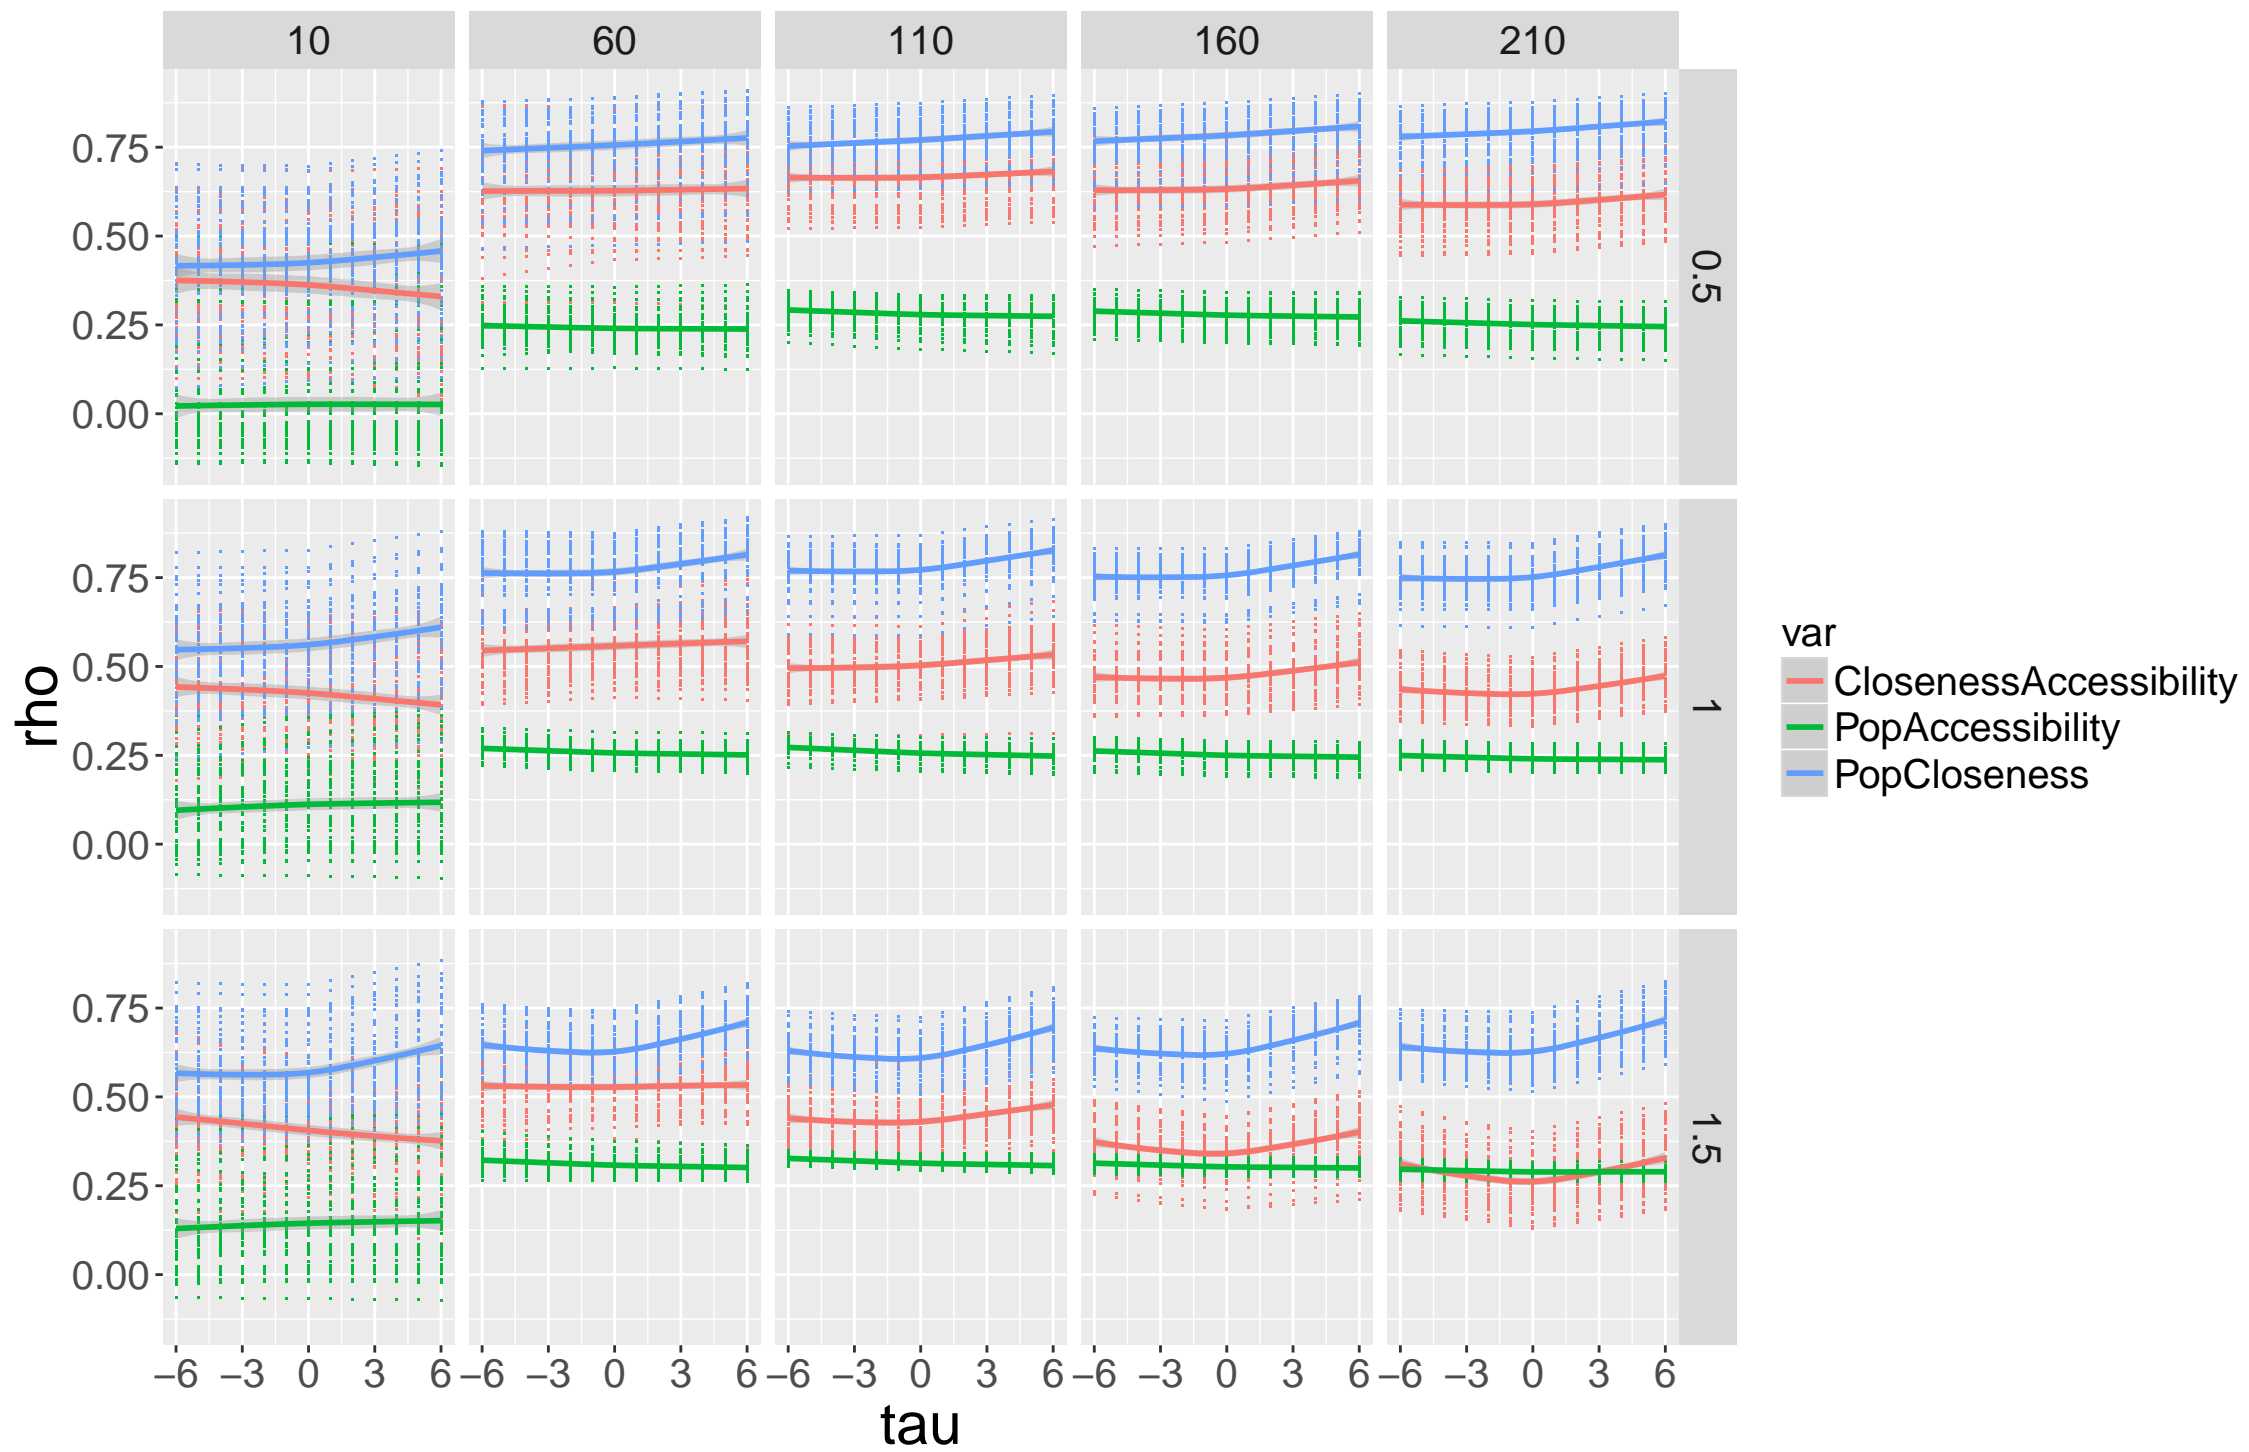 10 60 110 160 210
0.75
0.50
0.25
0.00
0.5
0.75
0.50
0.25
0.00
1
0.75
0.50
0.25
0.00
1.5
−6 −3 0 3 6 −6 −3 0 3 6 −6 −3 0 3 6 −6 −3 0 3 6 −6 −3 0 3 6
tau
rho
var
ClosenessAccessibility
PopAccessibility
PopCloseness